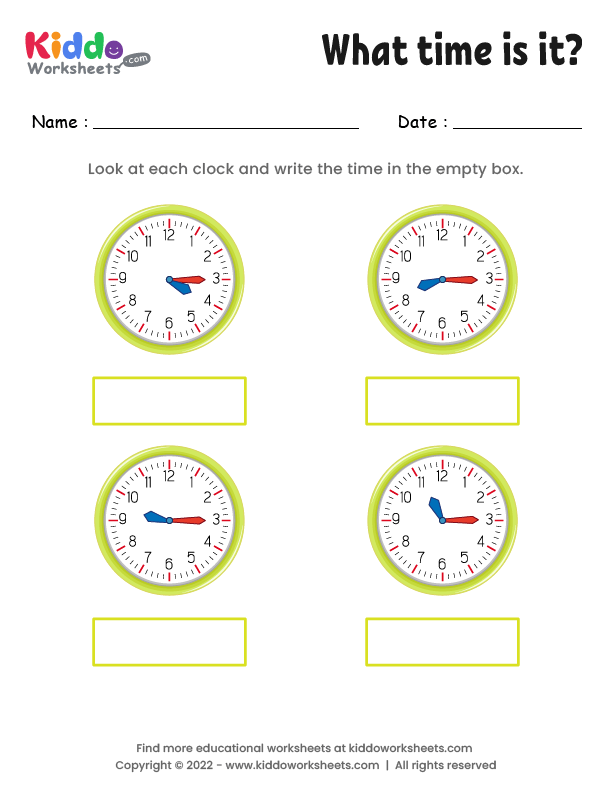 Kiddo
Worksheets .com
What time is it?
Name :
Date :
Look at each clock and write the time in the empty box.
12 1 2 3 4 5 6 7 8 9 10 11
12 1 2 3 4 5 6 7 8 9 10 11
12 1 2 3 4 5 6 7 8 9 10 11
12 1 2 3 4 5 6 7 8 9 10 11
Find more educational worksheets at kiddoworksheets.com
Copyright © 2022 - www.kiddoworksheets.com | All rights reserved